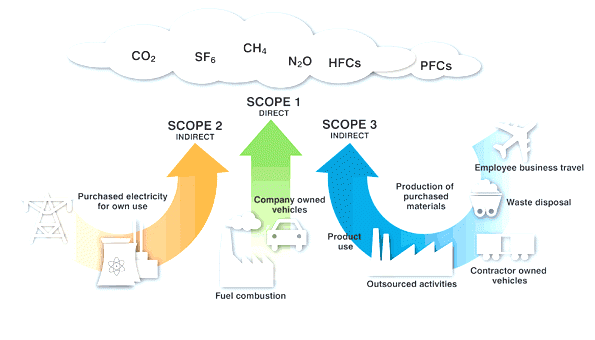 CO₂
SF₆
CH₄
N₂O
HFCs
PFCs
SCOPE 2
INDIRECT
SCOPE 1
DIRECT
SCOPE 3
INDIRECT
Purchased electricity
for own use
Company owned
vehicles
Fuel combustion
Product
use
Production of
purchased
materials
Outsourced activities
Employee business travel
Waste disposal
Contractor owned
vehicles